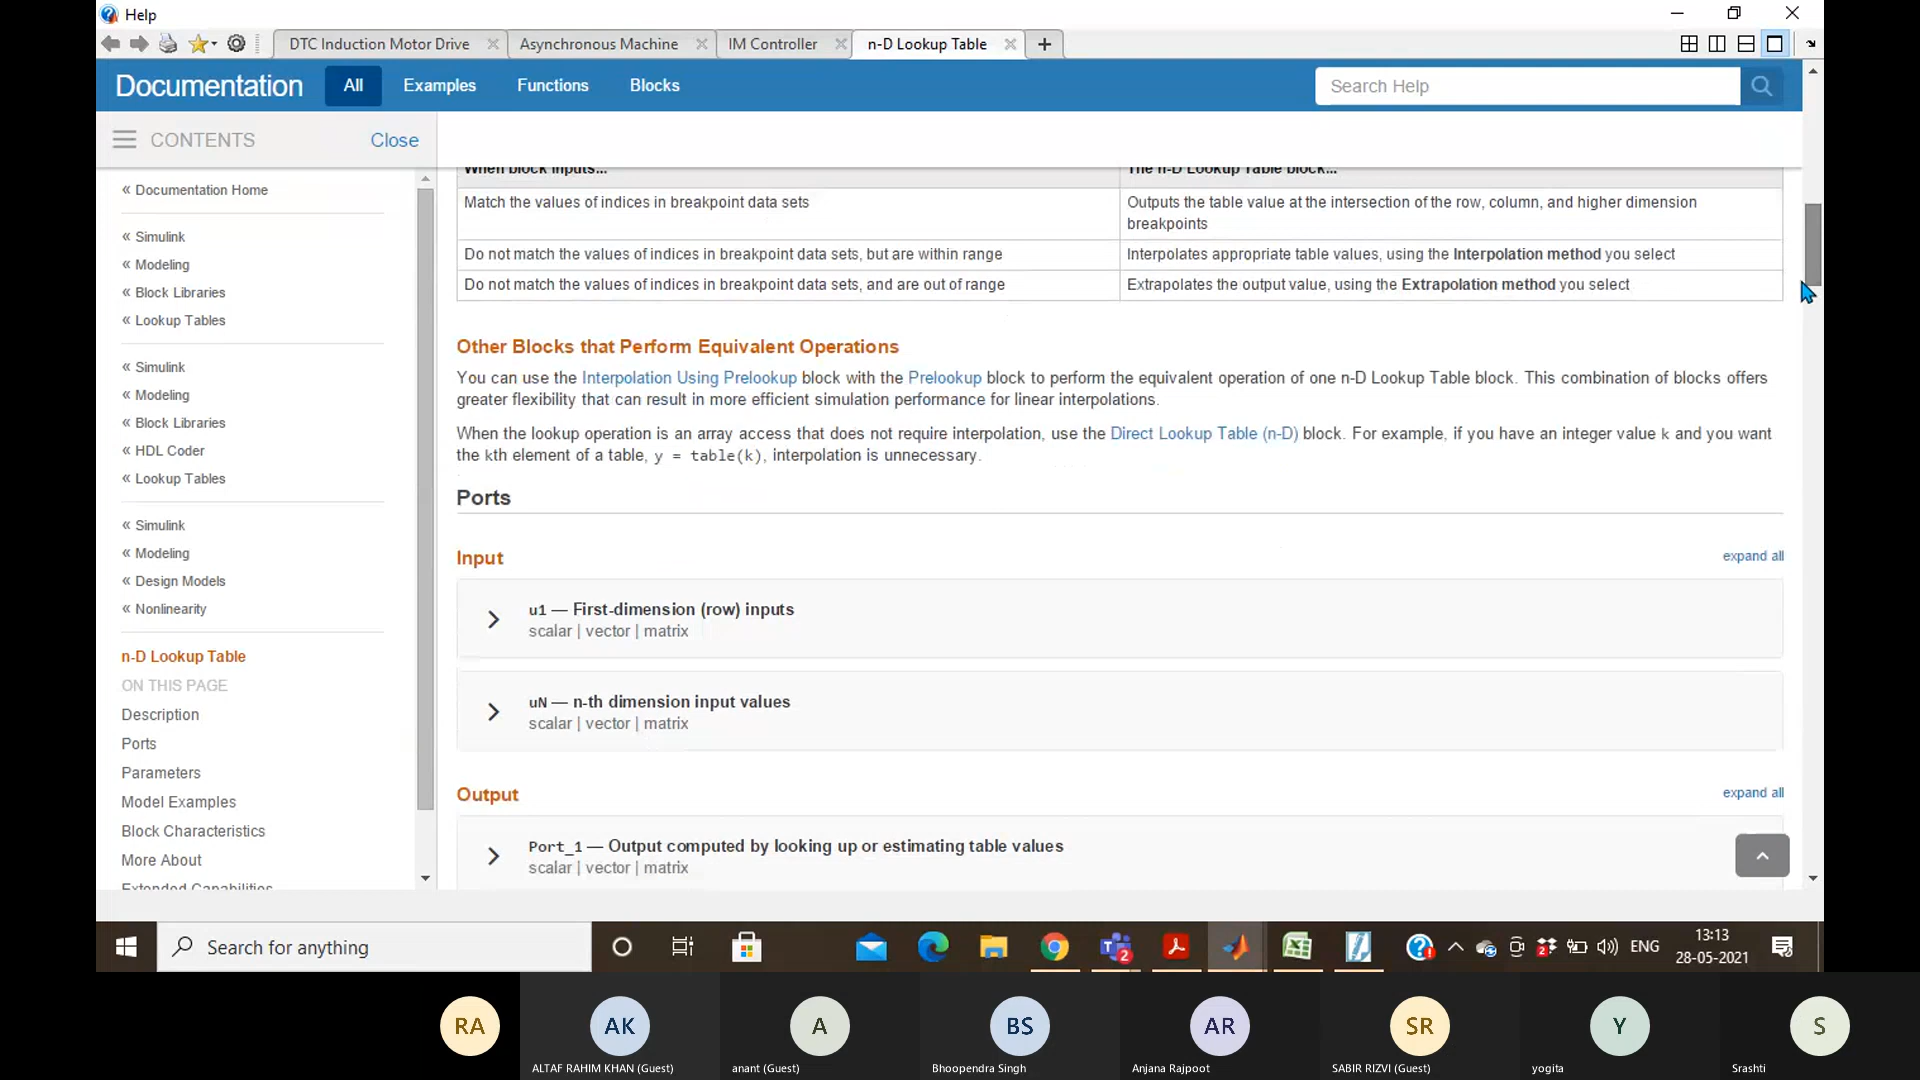 Help
DTC Induction Motor Drive
Asynchronous Machine
IM Controller
n-D Lookup Table
Documentation
All
Examples
Functions
Blocks
Search Help
CONTENTS
Close
« Documentation Home
« Simulink
« Modeling
« Block Libraries
« Lookup Tables
« Simulink
« Modeling
« Block Libraries
« HDL Coder
« Lookup Tables
« Simulink
« Modeling
« Design Models
« Nonlinearity
n-D Lookup Table
ON THIS PAGE
Description
Ports
Parameters
Model Examples
Block Characteristics
More About
Extended Capabilities
When block inputs...
The n-D Lookup Table block...
Match the values of indices in breakpoint data sets
Outputs the table value at the intersection of the row, column, and higher dimension
breakpoints
Do not match the values of indices in breakpoint data sets, but are within range
Interpolates appropriate table values, using the Interpolation method you select
Do not match the values of indices in breakpoint data sets, and are out of range
Extrapolates the output value, using the Extrapolation method you select
Other Blocks that Perform Equivalent Operations
You can use the Interpolation Using Prelookup block with the Prelookup block to perform the equivalent operation of one n-D Lookup Table block. This combination of blocks offers
greater flexibility that can result in more efficient simulation performance for linear interpolations.
When the lookup operation is an array access that does not require interpolation, use the Direct Lookup Table (n-D) block. For example, if you have an integer value k and you want
the kth element of a table, y = table(k), interpolation is unnecessary.
Ports
Input
expand all
u1 — First-dimension (row) inputs
scalar | vector | matrix
uN — n-th dimension input values
scalar | vector | matrix
Output
expand all
Port_1 — Output computed by looking up or estimating table values
scalar | vector | matrix
Search for anything
2
2
ENG
13:13
28-05-2021
RA
AK
A
BS
AR
SR
Y
S
ALTAF RAHIM KHAN (Guest)
anant (Guest)
Bhoopendra Singh
Anjana Rajpoot
SABIR RIZVI (Guest)
yogita
Srashti